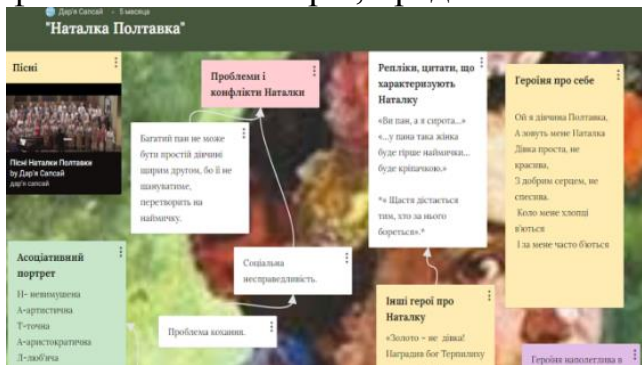 Дар'я Сапсай • 8 месяца
"Наталка Полтавка"
Пісні
Пісні Наталки Полтавки
by Дар'я Сапсай
дар'я сапсай
Асоціативний
портрет
Н- невимушена
А-артистична
Т-точна
А-аристократична
Л-люб'яча
Проблеми і
конфлікти Наталки
Багатий пан не може
бути простій дівчині
щирим другом, бо її не
шануватиме,
перетворить на
наймичку.
Соціальна
несправедливість.
Проблема кохання.
Репліки, цитати, що
характеризують
Наталку
«Ви пан, а я сирота...»
«...у пана така жінка
буде гірше наймички...
буде кріпачкою.»
*« Щастя дістається
тим, хто за нього
бореться».*
Інші герої про
Наталку
«Золото – не дівка!
Наградив бог Терпилиху
Героїня про себе
Ой я дівчина Полтавка,
А зовуть мене Наталка
Дівка проста, не
красива,
З добрим серцем, не
спесива.
Коло мене хлопці
в'ються
І за мене часто б'ються
Героїня наполеглива в